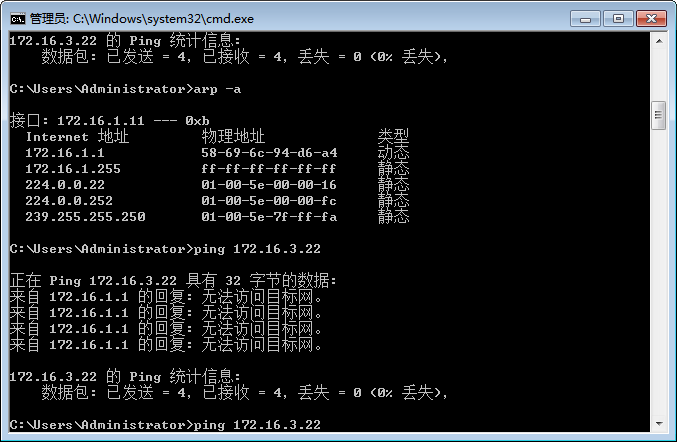 管理员: C:\Windows\system32\cmd.exe
172.16.3.22 的 Ping 统计信息:
    数据包: 已发送 = 4, 已接收 = 4, 丢失 = 0 (0% 丢失),
C:\Users\Administrator>arp -a
接口: 172.16.1.11 --- 0xb
  Internet 地址         物理地址              类型
  172.16.1.1            58-69-6c-94-d6-a4     动态
  172.16.1.255          ff-ff-ff-ff-ff-ff     静态
  224.0.0.22            01-00-5e-00-00-16     静态
  224.0.0.252           01-00-5e-00-00-fc     静态
  239.255.255.250       01-00-5e-7f-ff-fa     静态
C:\Users\Administrator>ping 172.16.3.22
正在 Ping 172.16.3.22 具有 32 字节的数据:
来自 172.16.1.1 的回复: 无法访问目标网。
来自 172.16.1.1 的回复: 无法访问目标网。
来自 172.16.1.1 的回复: 无法访问目标网。
来自 172.16.1.1 的回复: 无法访问目标网。
172.16.3.22 的 Ping 统计信息:
    数据包: 已发送 = 4, 已接收 = 4, 丢失 = 0 (0% 丢失),
C:\Users\Administrator>ping 172.16.3.22